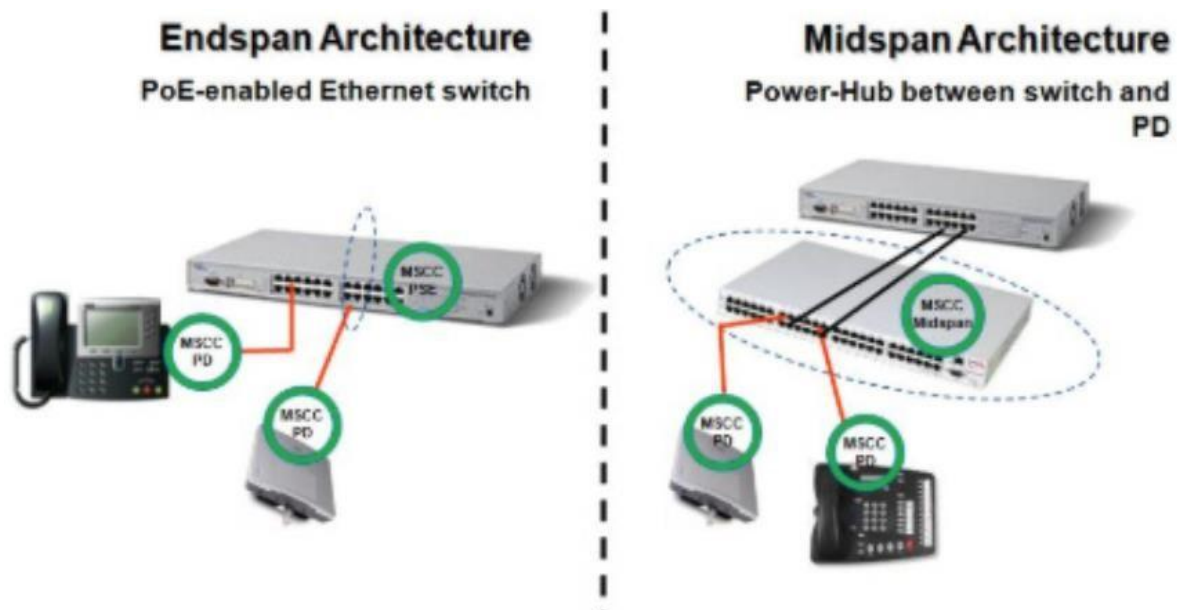 Endspan Architecture
PoE-enabled Ethernet switch
MSCC
PSE
MSCC
PD
MSCC
PD
Midspan Architecture
Power-Hub between switch and
PD
MSCC
Midspan
MSCC
PD
MSCC
PD